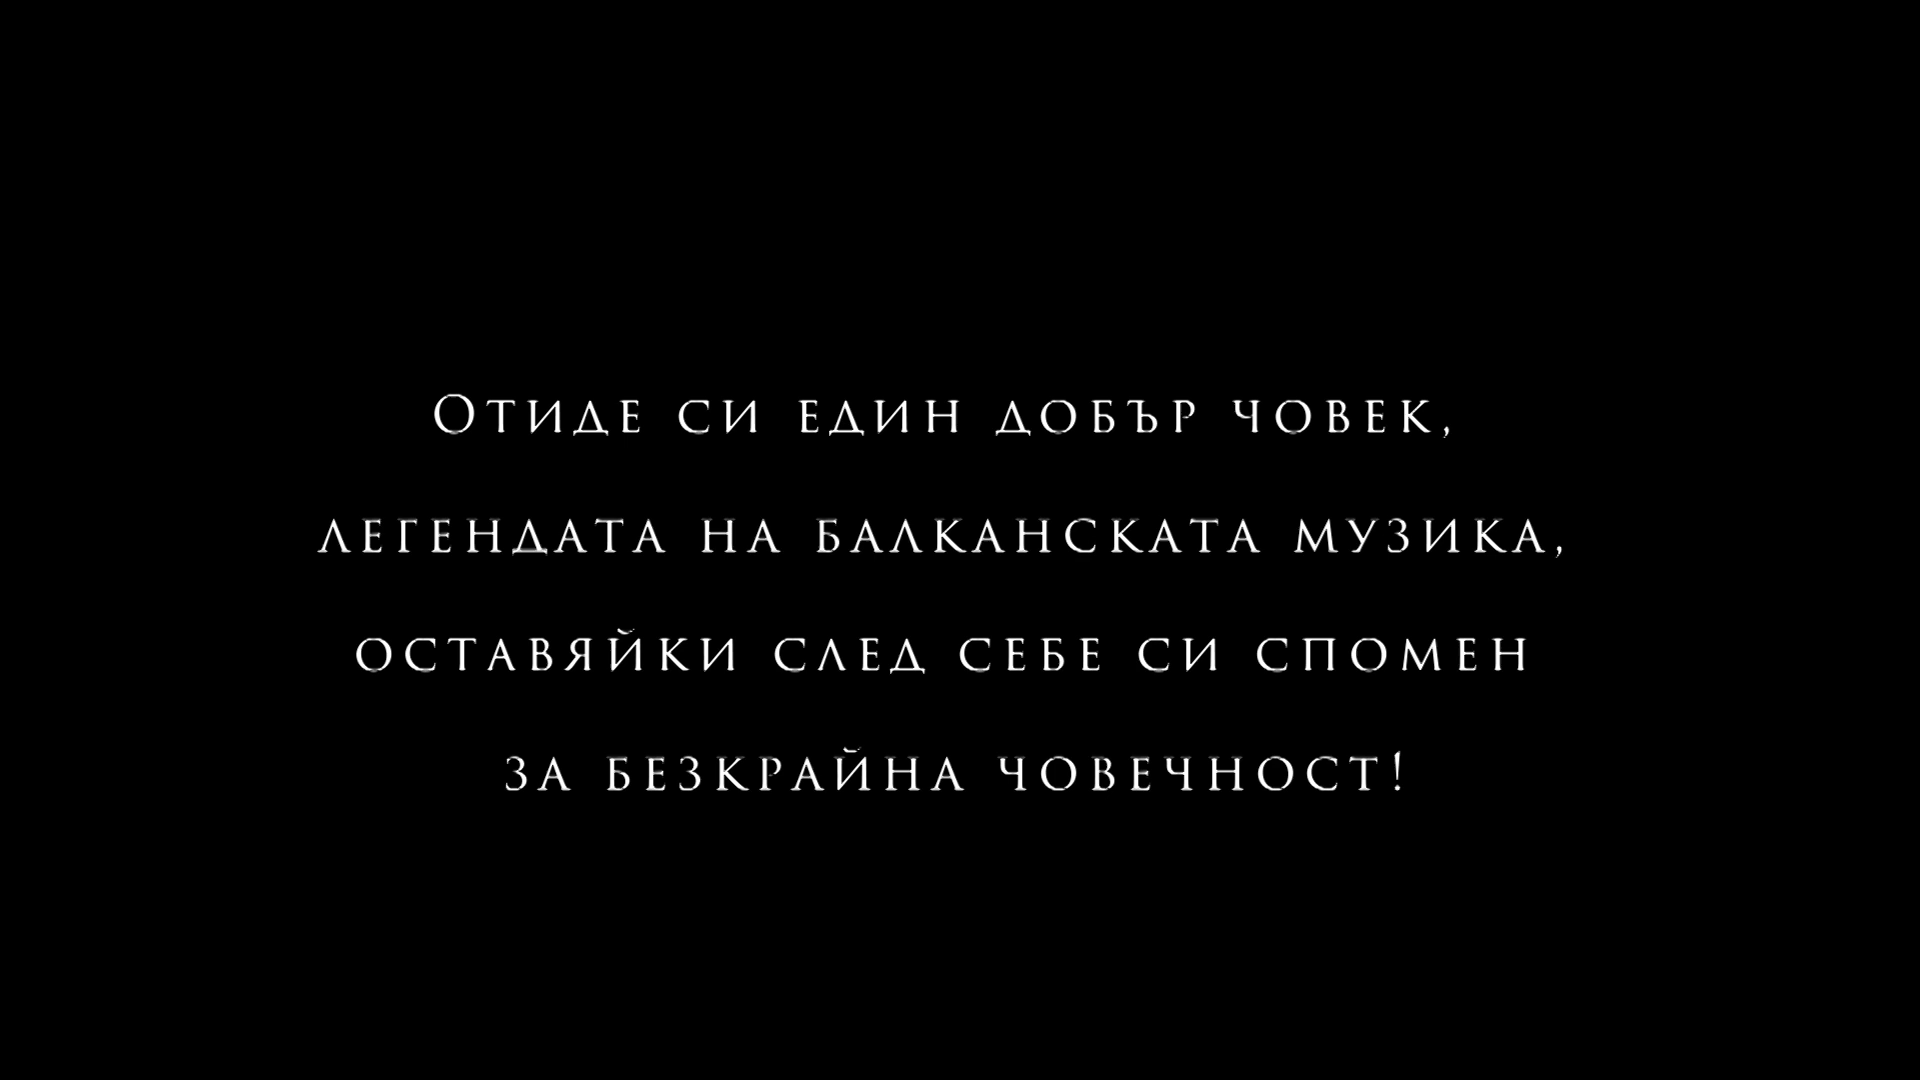 Отиде си един добър човек,
легендата на балканската музика,
оставяйки след себе си спомен
за безкрайна човечност!